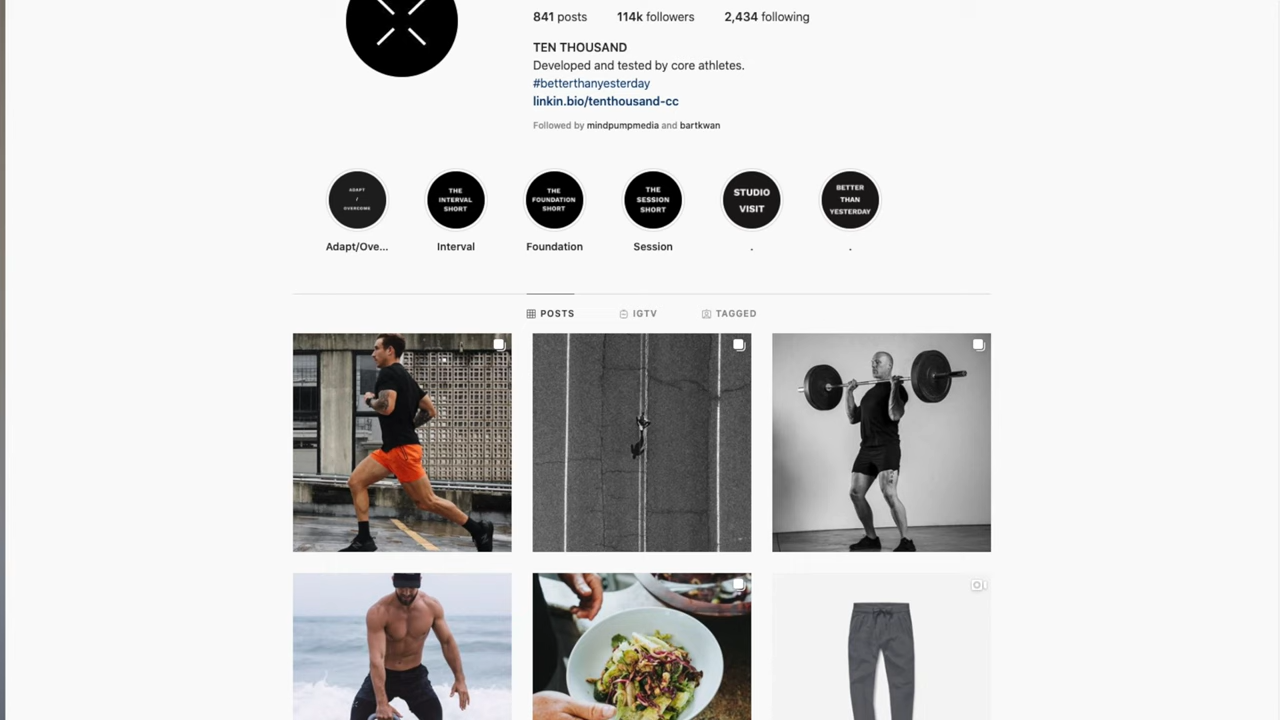 841 posts 114k followers 2,434 following
TEN THOUSAND
Developed and tested by core athletes.
#betterthanyesterday
linkin.bio/tenthousand-cc
Followed by mindpumpmedia and bartkwan
ADAPT
/
OVERCOME
THE
INTERVAL
SHORT
THE
FOUNDATION
SHORT
THE
SESSION
SHORT
STUDIO
VISIT
BETTER
THAN
YESTERDAY
Adapt/Ove... Interval Foundation Session . .
POSTS IGTV TAGGED